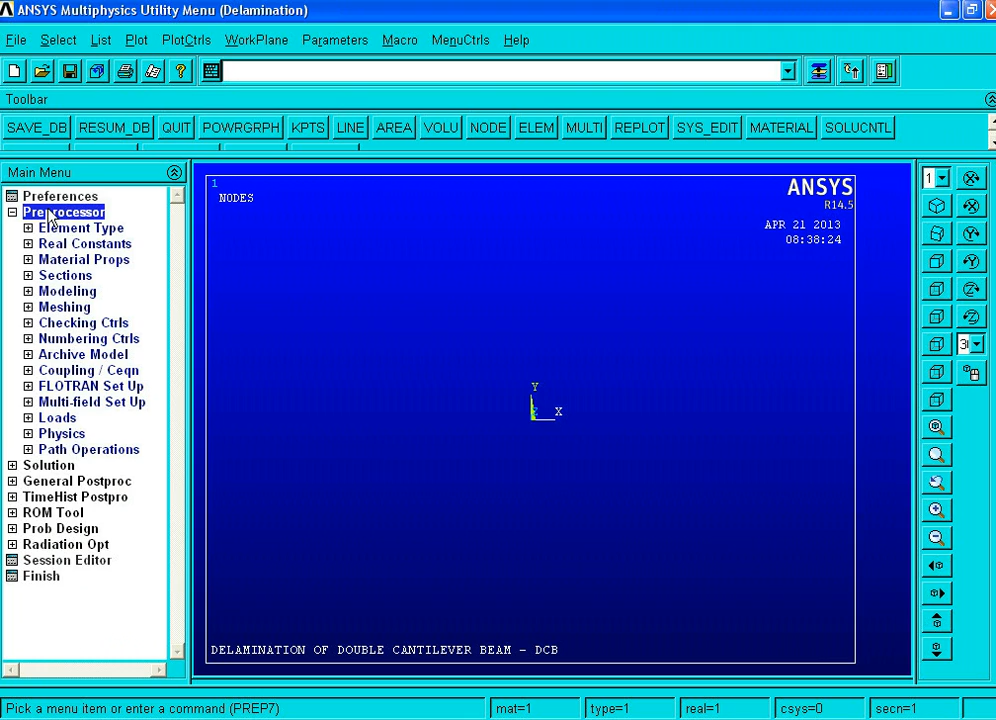 ANSYS Multiphysics Utility Menu (Delamination)
File Select List Plot PlotCtrls WorkPlane Parameters Macro MenuCtrls Help
Toolbar
SAVE_DB RESUM_DB QUIT POWRGRPH KPTS LINE AREA VOLU NODE ELEM MULTI REPLOT SYS_EDIT MATERIAL SOLUCNTL
Main Menu
Preferences
Preprocessor
Element Type
Real Constants
Material Props
Sections
Modeling
Meshing
Checking Ctrls
Numbering Ctrls
Archive Model
Coupling / Ceqn
FLOTRAN Set Up
Multi-field Set Up
Loads
Physics
Path Operations
Solution
General Postproc
TimeHist Postpro
ROM Tool
Prob Design
Radiation Opt
Session Editor
Finish
1
NODES
ANSYS
R14.5
APR 21 2013
08:38:24
Y
X
DELAMINATION OF DOUBLE CANTILEVER BEAM - DCB
1
Pick a menu item or enter a command (PREP7) mat=1 type=1 real=1 csys=0 secn=1